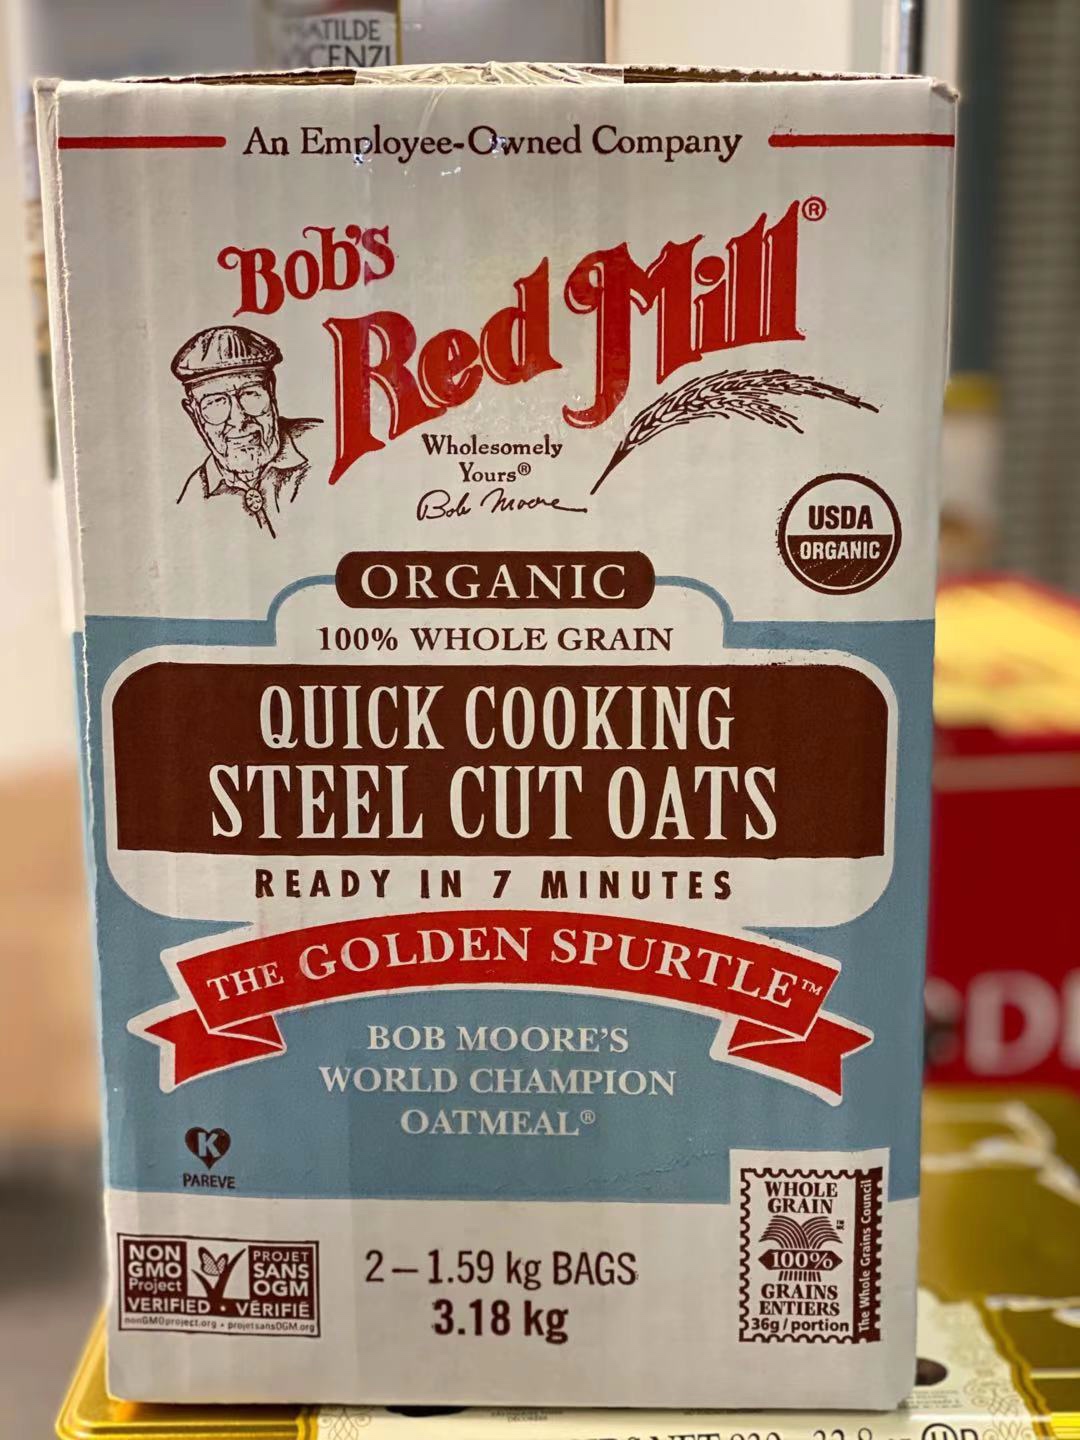 An Employee-Owned Company
Bob's
Red Mill®
Wholesomely
Yours®
Bob Moore
USDA
ORGANIC
ORGANIC
100% WHOLE GRAIN
QUICK COOKING
STEEL CUT OATS
READY IN 7 MINUTES
THE GOLDEN SPURTLE™
BOB MOORE'S
WORLD CHAMPION
OATMEAL®
K
PAREVE
NON
GMO
Project
PROJET
SANS
OGM
VERIFIED • VÉRIFIÉ
nonGMOproject.org • projetsansOGM.org
2 – 1.59 kg BAGS
3.18 kg
WHOLE
GRAIN
100%
GRAINS
ENTIERS
36g / portion
The Whole Grains Council